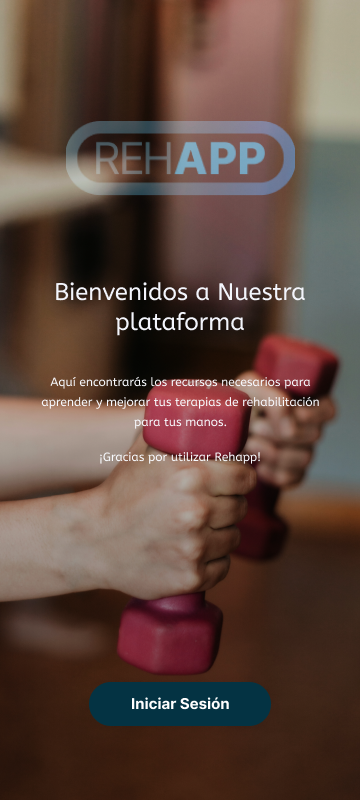 REHAPP
Bienvenidos a Nuestra
plataforma
Aquí encontrarás los recursos necesarios para
aprender y mejorar tus terapias de rehabilitación
para tus manos.
¡Gracias por utilizar Rehapp!
Iniciar Sesión